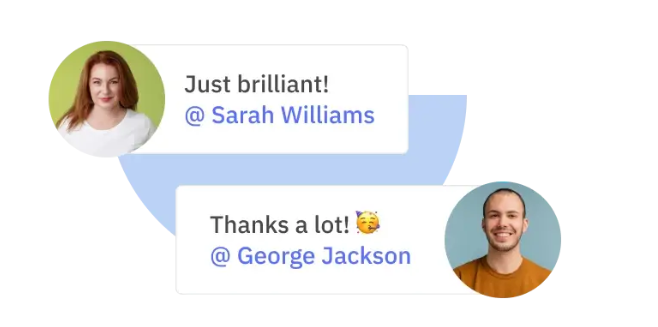 Just brilliant!
@ Sarah Williams
Thanks a lot! 🥳
@ George Jackson